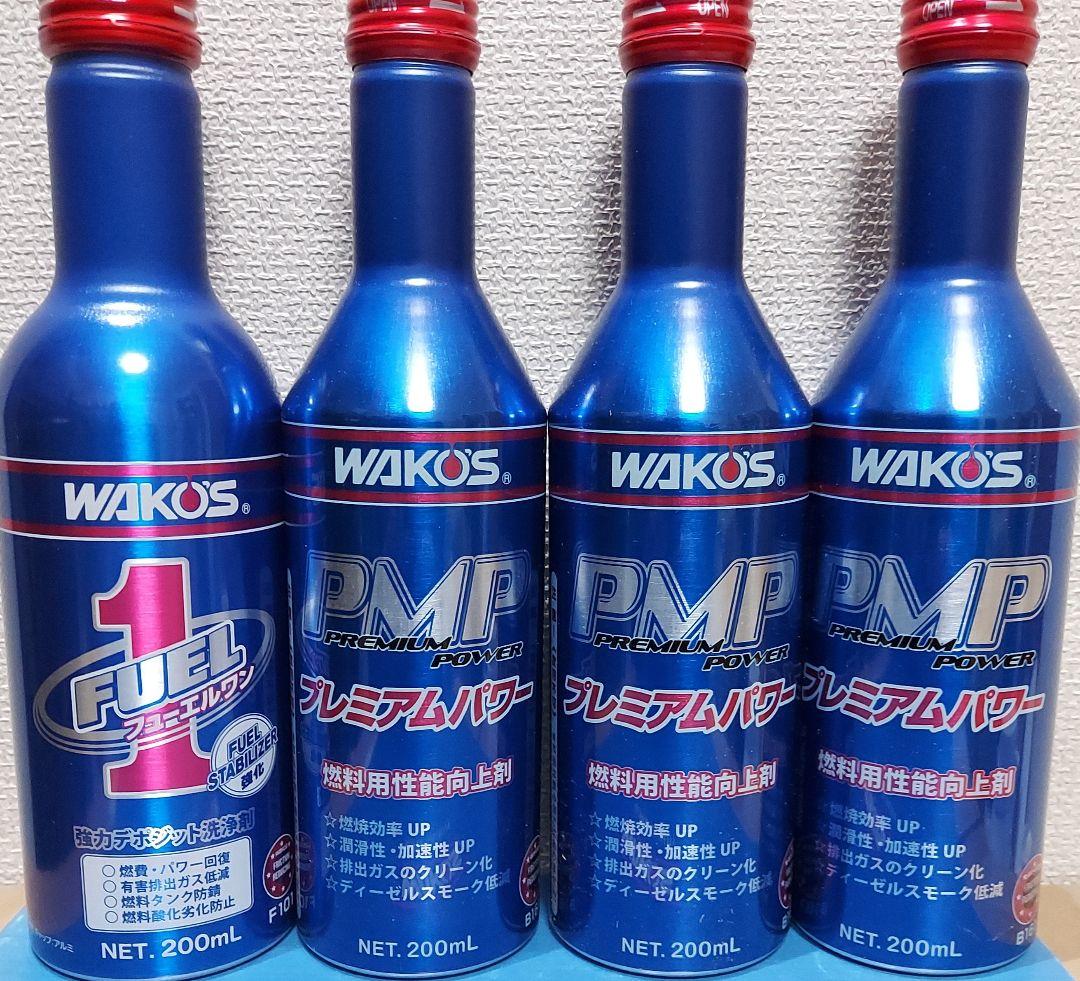 WAKO'S®
FUEL
1
フューエルワン
FUEL
STABILIZER
強化
強力デポジット洗浄剤
○燃費・パワー回復
○有害排出ガス低減
○燃料タンク防錆
○燃料酸化劣化防止
F101
NET. 200mL
OPEN
WAKO'S®
PMP
PREMIUM
POWER
プレミアムパワー
燃料用性能向上剤
☆燃焼効率 UP
☆潤滑性・加速性 UP
☆排出ガスのクリーン化
☆ディーゼルスモーク低減
NET. 200mL
OPEN
WAKO'S®
PMP
PREMIUM
POWER
プレミアムパワー
燃料用性能向上剤
☆燃焼効率 UP
☆潤滑性・加速性 UP
☆排出ガスのクリーン化
☆ディーゼルスモーク低減
NET. 200mL
OPEN
WAKO'S®
PMP
PREMIUM
POWER
プレミアムパワー
燃料用性能向上剤
☆燃焼効率 UP
潤滑性・加速性 UP
☆排出ガスのクリーン化
☆ディーゼルスモーク低減
NET. 200mL